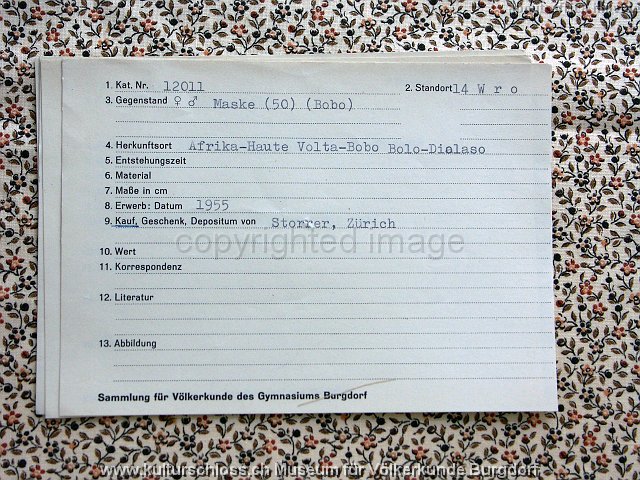 1. Kat. Nr. 12011 2. Standort 14 W r o
3. Gegenstand ♀ ♂ Maske (50) (Bobo)
4. Herkunftsort Afrika-Haute Volta-Bobo Bolo-Diolaso
5. Entstehungszeit
6. Material
7. Maße in cm
8. Erwerb: Datum 1955
9. Kauf, Geschenk, Depositum von Storrer, Zürich
copyrighted image
10. Wert
11. Korrespondenz
12. Literatur
13. Abbildung
Sammlung für Völkerkunde des Gymnasiums Burgdorf
www.kulturschloss.ch Museum für Völkerkunde Burgdorf